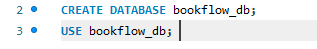 2 CREATE DATABASE bookflow_db;
3 USE bookflow_db;